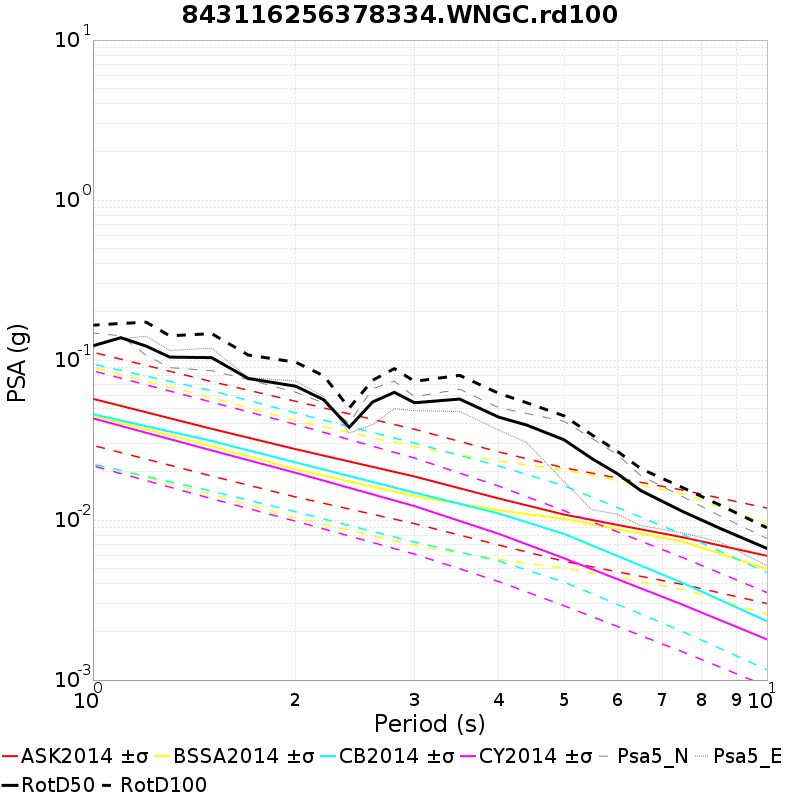 843116256378334.WNGC.rd100
10^1
10^0
10^-1
10^-2
10^-3
PSA (g)
10^0 2 3 4 5 6 7 8 9 10^1
Period (s)
ASK2014 ±σ BSSA2014 ±σ CB2014 ±σ CY2014 ±σ Psa5_N Psa5_E
RotD50 RotD100